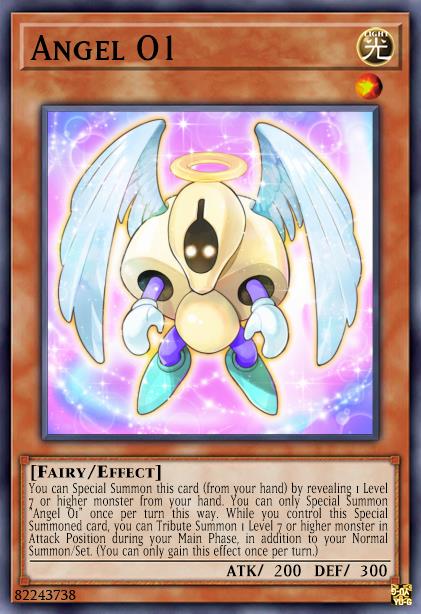 Angel O1
LIGHT
光
[Fairy/Effect]
You can Special Summon this card (from your hand) by revealing 1 Level
7 or higher monster from your hand. You can only Special Summon
"Angel O1" once per turn this way. While you control this Special
Summoned card, you can Tribute Summon 1 Level 7 or higher monster in
Attack Position during your Main Phase, in addition to your Normal
Summon/Set. (You can only gain this effect once per turn.)
ATK/ 200 DEF/ 300
82243738